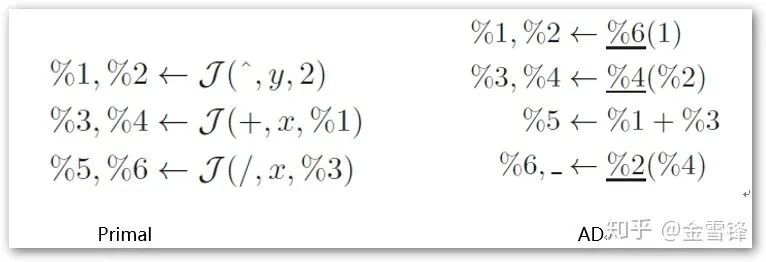 %1, %2 ← 𝒥(^, y, 2)
%3, %4 ← 𝒥(+, x, %1)
%5, %6 ← 𝒥(/, x, %3)
Primal
%1, %2 ← %6(1)
%3, %4 ← %4(%2)
%5 ← %1 + %3
%6, _ ← %2(%4)
AD
知乎 @金雪锋